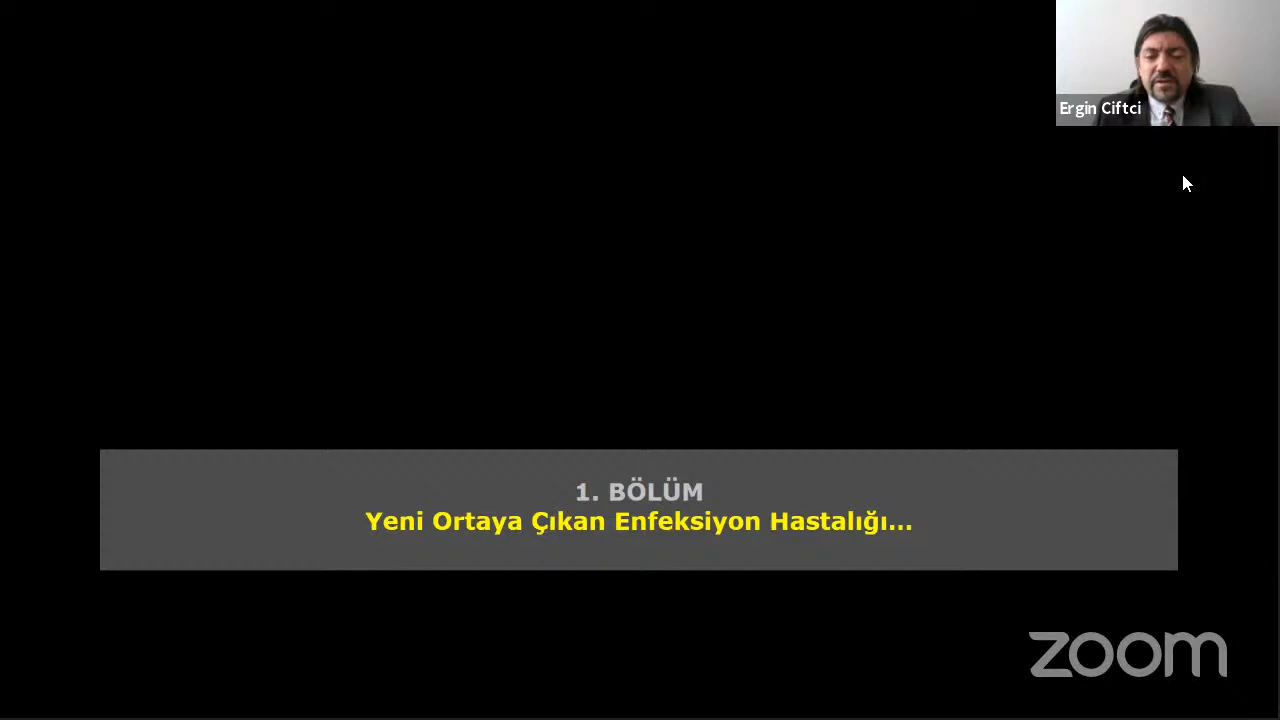 Ergin Ciftci
1. BÖLÜM
Yeni Ortaya Çıkan Enfeksiyon Hastalığı...
zoom